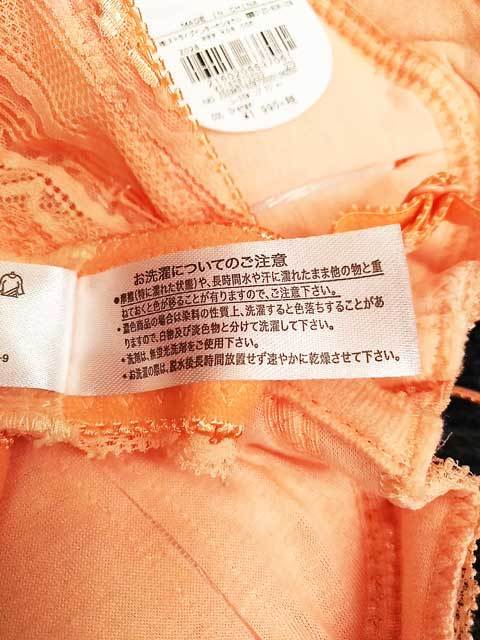 MADE IN CHINA
お洗濯についてのご注意
●摩擦(特に濡れた状態)や、長時間水や汗に濡れたまま他の物と重
ねておくと色が移ることが有りますので、ご注意下さい。
・濃色商品の場合は染料の性質上、洗濯すると色落ちすることがあ
りますので、白物及び淡色物と分けて洗濯して下さい。
・洗剤は、無蛍光洗剤をご使用下さい。
・お洗濯の際は、脱水後長時間放置せず速やかに乾燥させて下さい。
-9